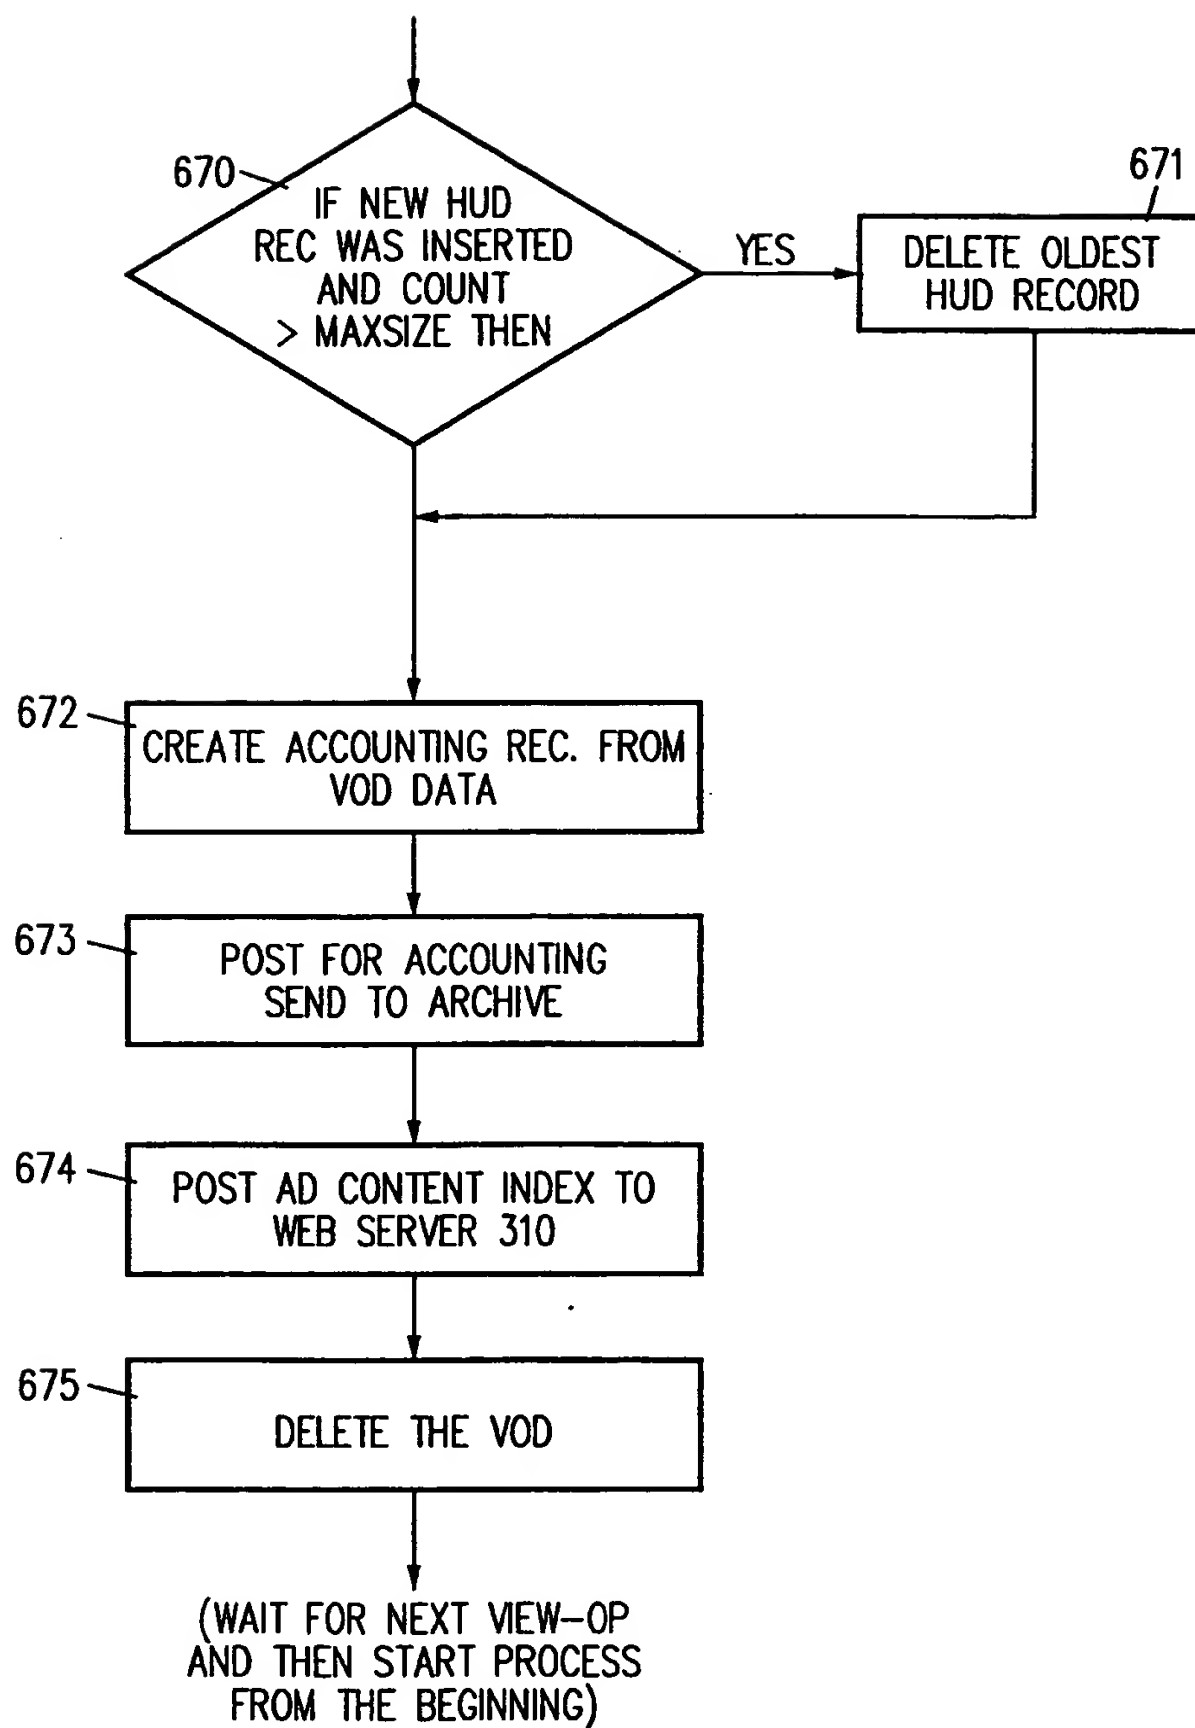 670
IF NEW HUD
REC WAS INSERTED
AND COUNT
> MAXSIZE THEN
YES
671
DELETE OLDEST
HUD RECORD
672
CREATE ACCOUNTING REC. FROM
VOD DATA
673
POST FOR ACCOUNTING
SEND TO ARCHIVE
674
POST AD CONTENT INDEX TO
WEB SERVER 310
675
DELETE THE VOD
(WAIT FOR NEXT VIEW-OP
AND THEN START PROCESS
FROM THE BEGINNING)